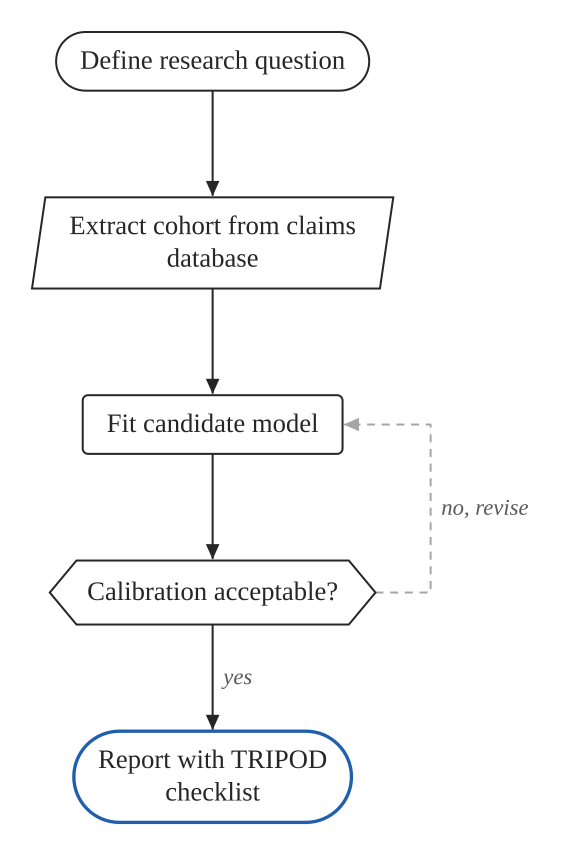 Define research question
Extract cohort from claims
database
Fit candidate model
no, revise
Calibration acceptable?
yes
Report with TRIPOD
checklist